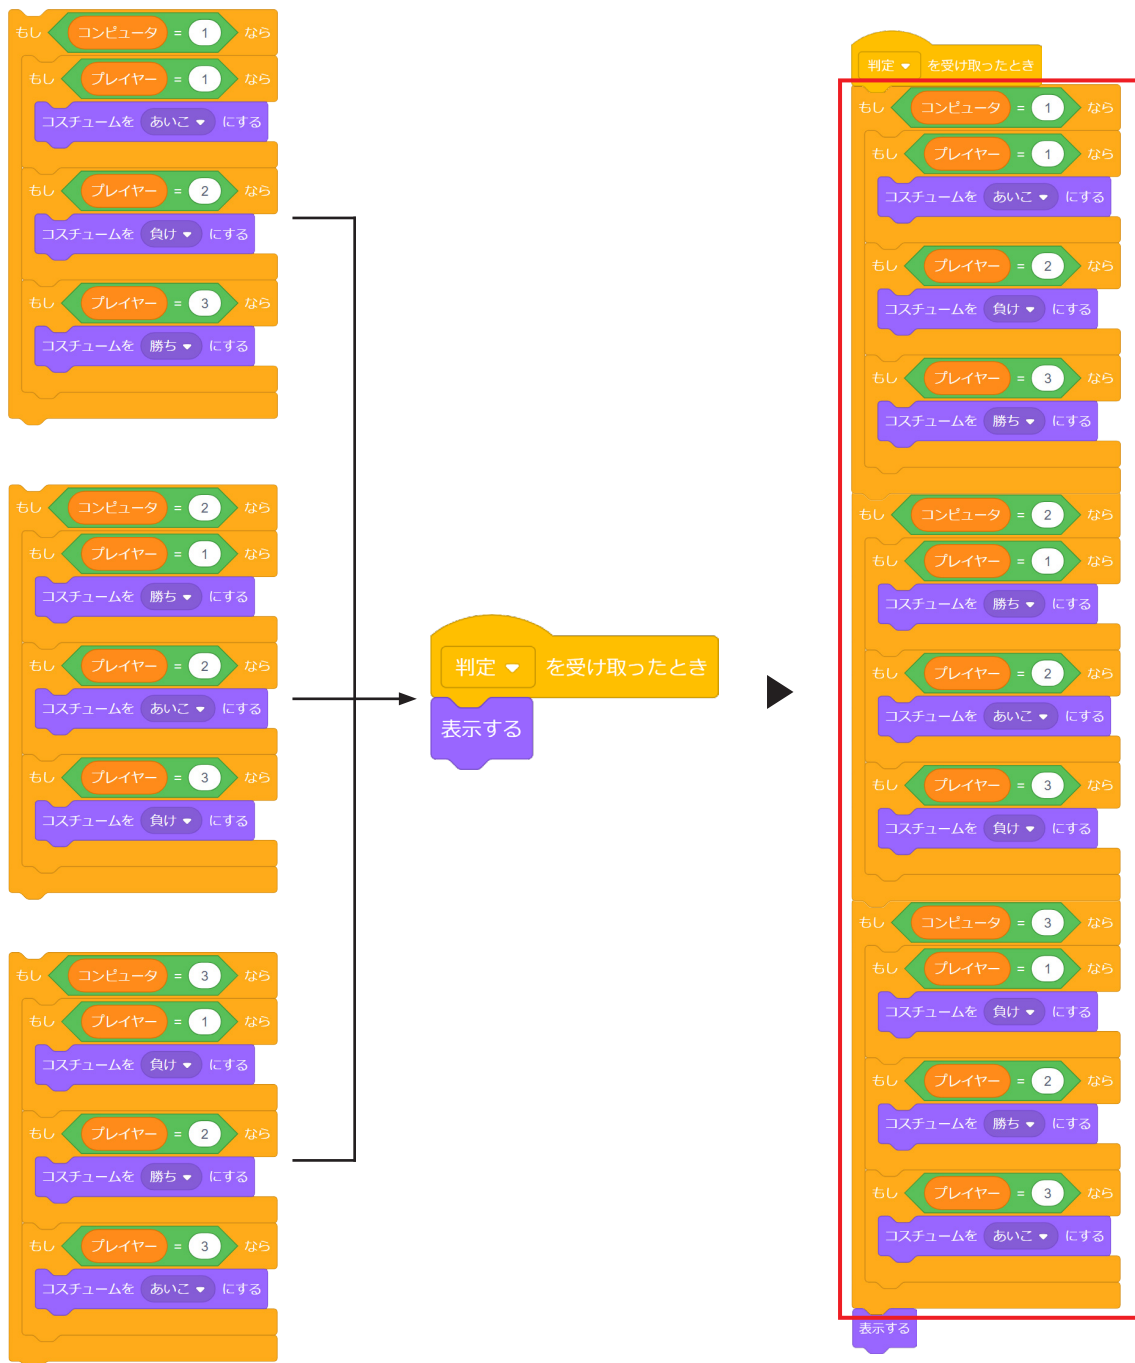 もし コンピュータ = 1 なら
もし プレイヤー = 1 なら
コスチュームを あいこ にする
もし プレイヤー = 2 なら
コスチュームを 負け にする
もし プレイヤー = 3 なら
コスチュームを 勝ち にする
もし コンピュータ = 2 なら
もし プレイヤー = 1 なら
コスチュームを 勝ち にする
もし プレイヤー = 2 なら
コスチュームを あいこ にする
もし プレイヤー = 3 なら
コスチュームを 負け にする
もし コンピュータ = 3 なら
もし プレイヤー = 1 なら
コスチュームを 負け にする
もし プレイヤー = 2 なら
コスチュームを 勝ち にする
もし プレイヤー = 3 なら
コスチュームを あいこ にする
判定 を受け取ったとき
表示する
判定 を受け取ったとき
もし コンピュータ = 1 なら
もし プレイヤー = 1 なら
コスチュームを あいこ にする
もし プレイヤー = 2 なら
コスチュームを 負け にする
もし プレイヤー = 3 なら
コスチュームを 勝ち にする
もし コンピュータ = 2 なら
もし プレイヤー = 1 なら
コスチュームを 勝ち にする
もし プレイヤー = 2 なら
コスチュームを あいこ にする
もし プレイヤー = 3 なら
コスチュームを 負け にする
もし コンピュータ = 3 なら
もし プレイヤー = 1 なら
コスチュームを 負け にする
もし プレイヤー = 2 なら
コスチュームを 勝ち にする
もし プレイヤー = 3 なら
コスチュームを あいこ にする
表示する